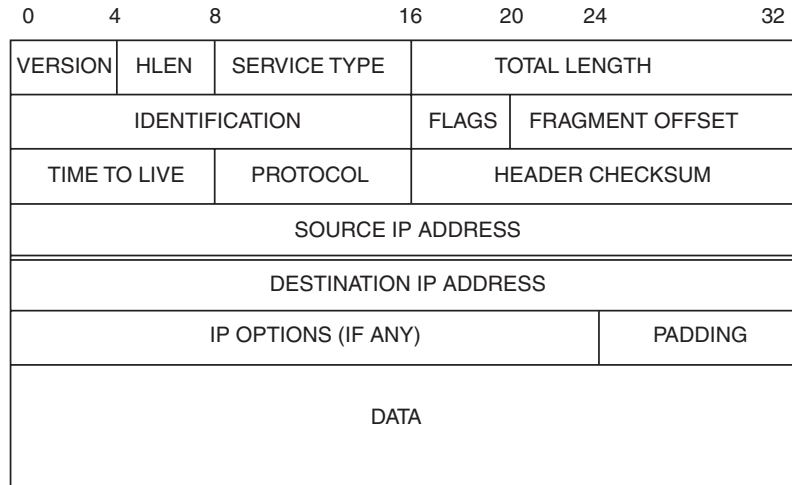 0 4 8 16 20 24 32
VERSION HLEN SERVICE TYPE TOTAL LENGTH
IDENTIFICATION FLAGS FRAGMENT OFFSET
TIME TO LIVE PROTOCOL HEADER CHECKSUM
SOURCE IP ADDRESS
DESTINATION IP ADDRESS
IP OPTIONS (IF ANY) PADDING
DATA